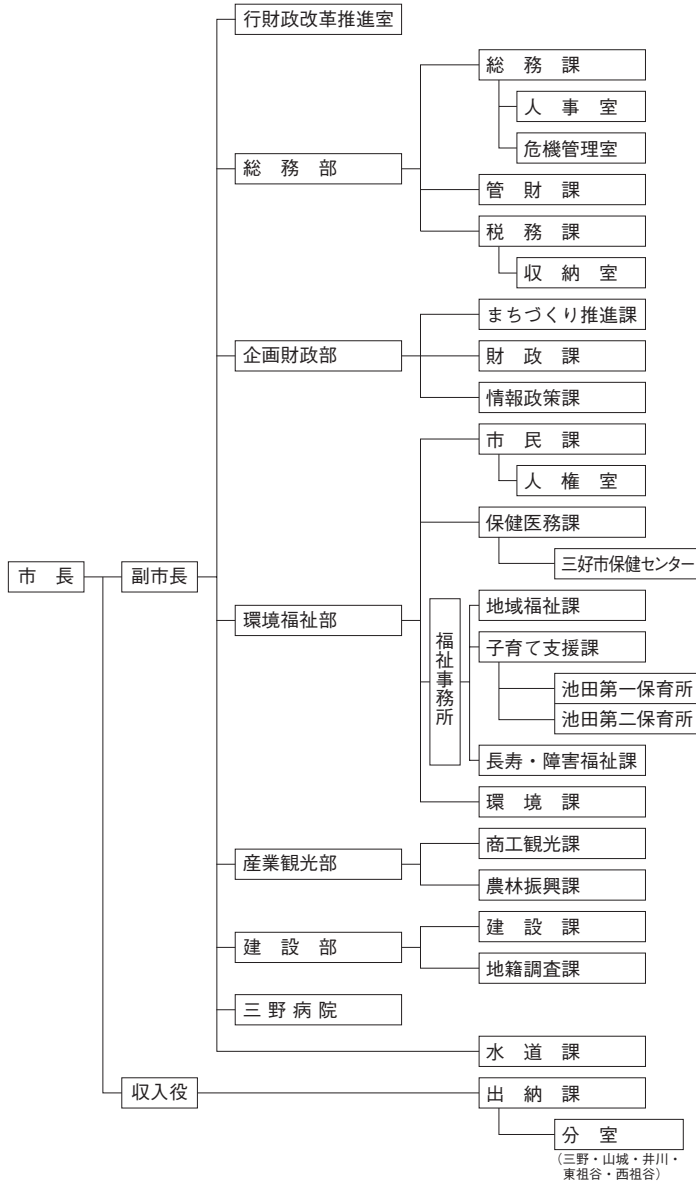 行財政改革推進室
総務課
人事室
危機管理室
総務部
管財課
税務課
収納室
まちづくり推進課
企画財政部
財政課
情報政策課
市民課
人権室
保健医務課
三好市保健センター
市長
副市長
環境福祉部
福祉事務所
地域福祉課
子育て支援課
池田第一保育所
池田第二保育所
長寿・障害福祉課
環境課
産業観光部
商工観光課
農林振興課
建設部
建設課
地籍調査課
三野病院
水道課
収入役
出納課
分室
（三野・山城・井川・
東祖谷・西祖谷）